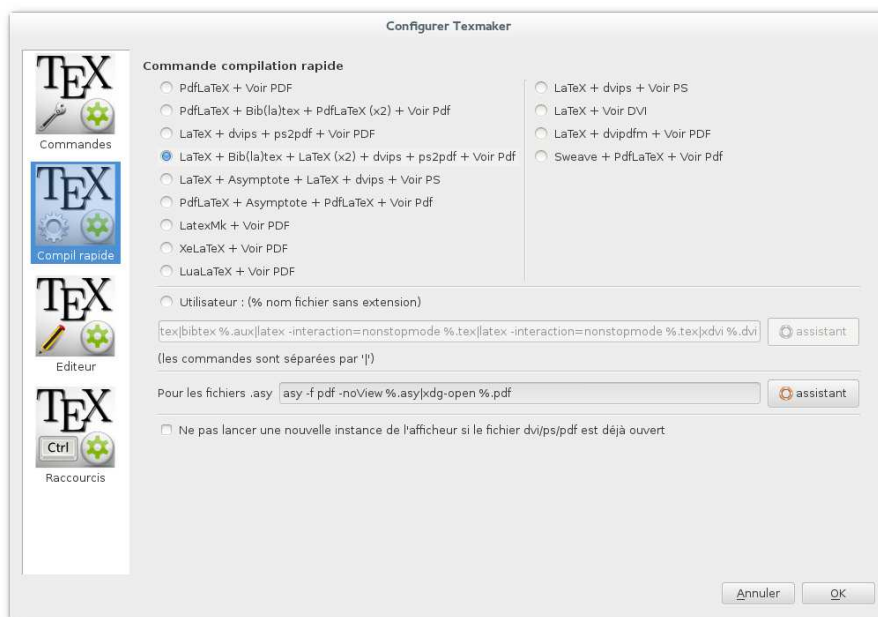 Configurer Texmaker
TEX
Commandes
TEX
Compil rapide
TEX
Editeur
TEX
Ctrl
Raccourcis
Commande compilation rapide
PdfLaTeX + Voir PDF
PdfLaTeX + Bib(la)tex + PdfLaTeX (x2) + Voir Pdf
LaTeX + dvips + ps2pdf + Voir PDF
LaTeX + Bib(la)tex + LaTeX (x2) + dvips + ps2pdf + Voir Pdf
LaTeX + Asymptote + LaTeX + dvips + Voir PS
PdfLaTeX + Asymptote + PdfLaTeX + Voir Pdf
LatexMk + Voir PDF
XeLaTeX + Voir PDF
LuaLaTeX + Voir PDF
LaTeX + dvips + Voir PS
LaTeX + Voir DVI
LaTeX + dvipdfm + Voir PDF
Sweave + PdfLaTeX + Voir Pdf
Utilisateur : (% nom fichier sans extension)
tex|bibtex %.aux|latex -interaction=nonstopmode %.tex|latex -interaction=nonstopmode %.tex|xdvi %.dvi
assistant
(les commandes sont séparées par '|')
Pour les fichiers .asy
asy -f pdf -noView %.asy|xdg-open %.pdf
assistant
Ne pas lancer une nouvelle instance de l'afficheur si le fichier dvi/ps/pdf est déjà ouvert
Annuler
OK